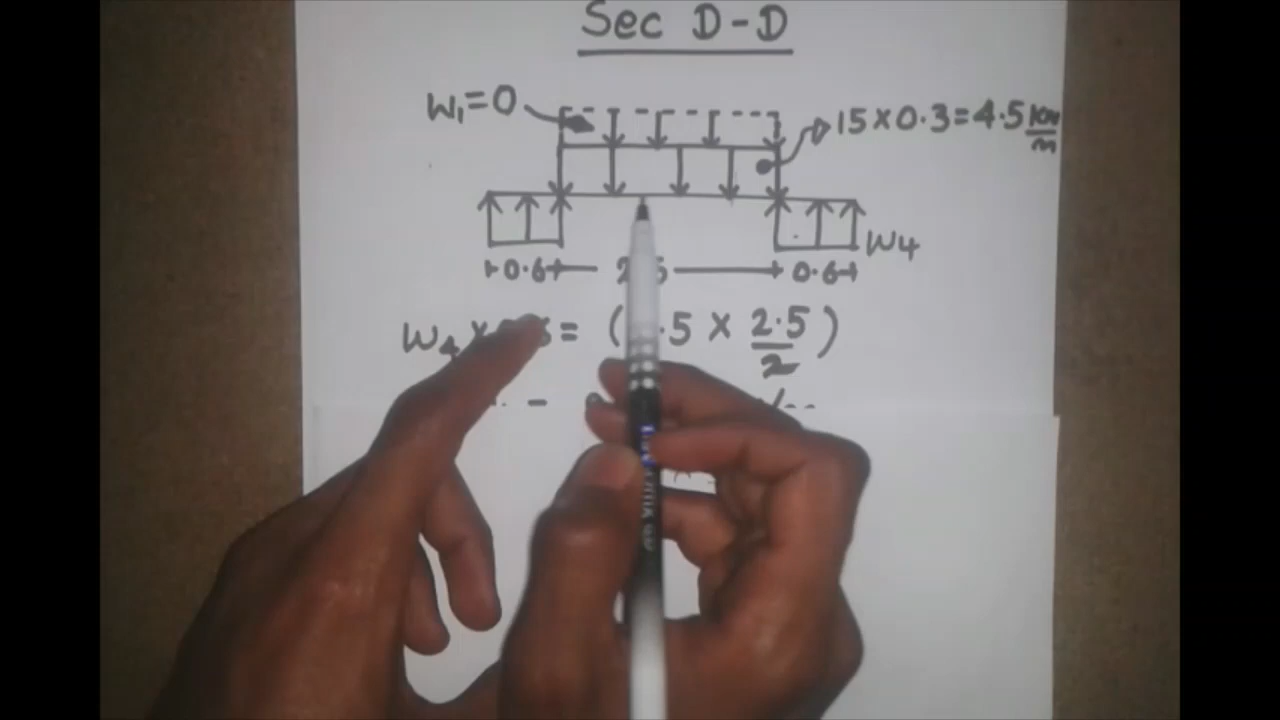 Sec D-D
W₁=0
15×0.3=4.5 kN/m
W₄
0.6 0.6
W₄ × = ( .5 × 2.5/2 )